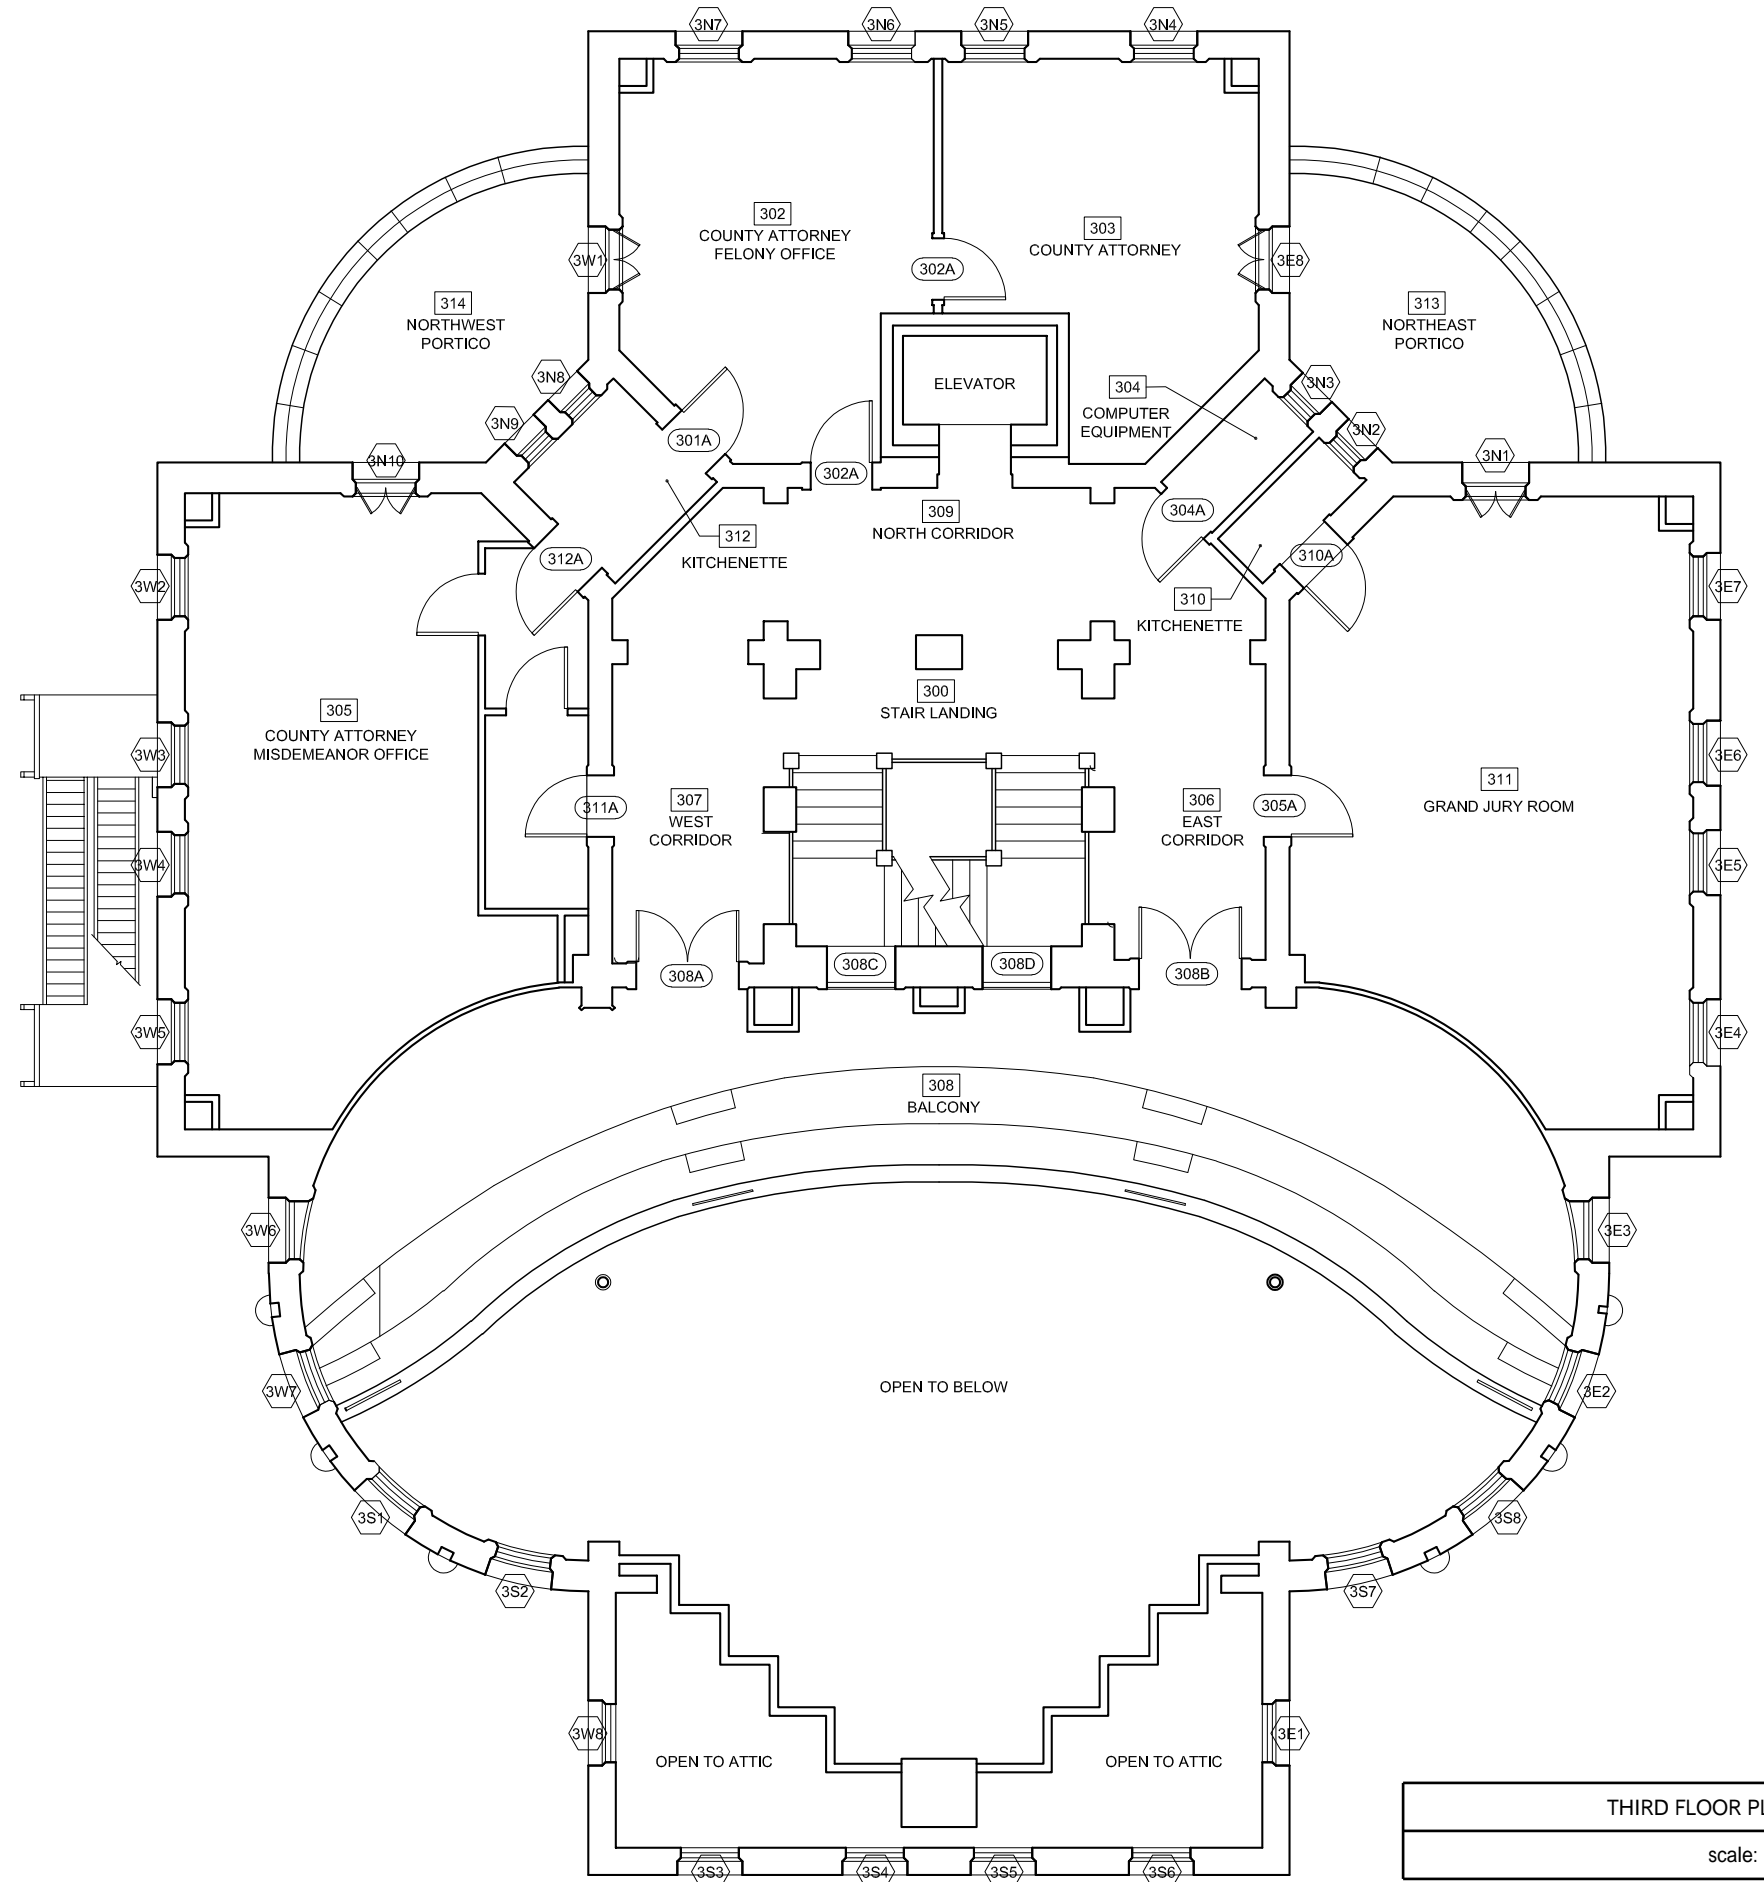 3N7
3N6
3N5
3N4
302
COUNTY ATTORNEY
FELONY OFFICE
303
COUNTY ATTORNEY
302A
3W1
3E8
314
NORTHWEST
PORTICO
313
NORTHEAST
PORTICO
3N8
3N9
3N10
ELEVATOR
304
COMPUTER
EQUIPMENT
3N3
3N2
3N1
301A
302A
304A
309
NORTH CORRIDOR
312
KITCHENETTE
312A
310A
310
KITCHENETTE
3W2
3E7
300
STAIR LANDING
305
COUNTY ATTORNEY
MISDEMEANOR OFFICE
3W3
3E6
311
GRAND JURY ROOM
311A
307
WEST
CORRIDOR
306
EAST
CORRIDOR
305A
3W4
3E5
308A
308C
308D
308B
3W5
3E4
308
BALCONY
3W6
3E3
3W7
3E2
OPEN TO BELOW
3S1
3S8
3S2
3S7
3W8
3E1
OPEN TO ATTIC
OPEN TO ATTIC
3S3
3S4
3S5
3S6
THIRD FLOOR
scale: